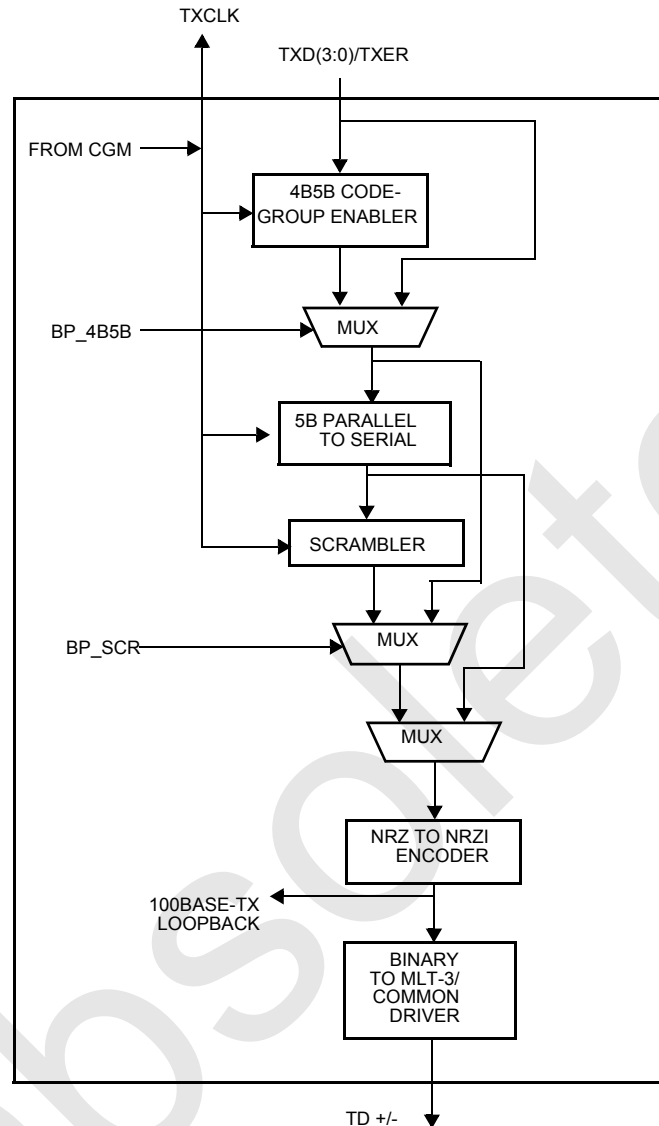 TXCLK
TXD(3:0)/TXER
FROM CGM
4B5B CODE-
GROUP ENABLER
BP_4B5B
MUX
5B PARALLEL
TO SERIAL
SCRAMBLER
BP_SCR
MUX
MUX
NRZ TO NRZI
ENCODER
100BASE-TX
LOOPBACK
BINARY
TO MLT-3/
COMMON
DRIVER
TD +/-
obsolete